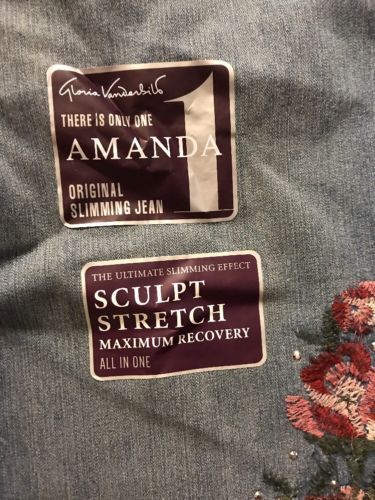 Gloria Vanderbilt
THERE IS ONLY ONE
AMANDA
1
ORIGINAL
SLIMMING JEAN
THE ULTIMATE SLIMMING EFFECT
SCULPT
STRETCH
MAXIMUM RECOVERY
ALL IN ONE